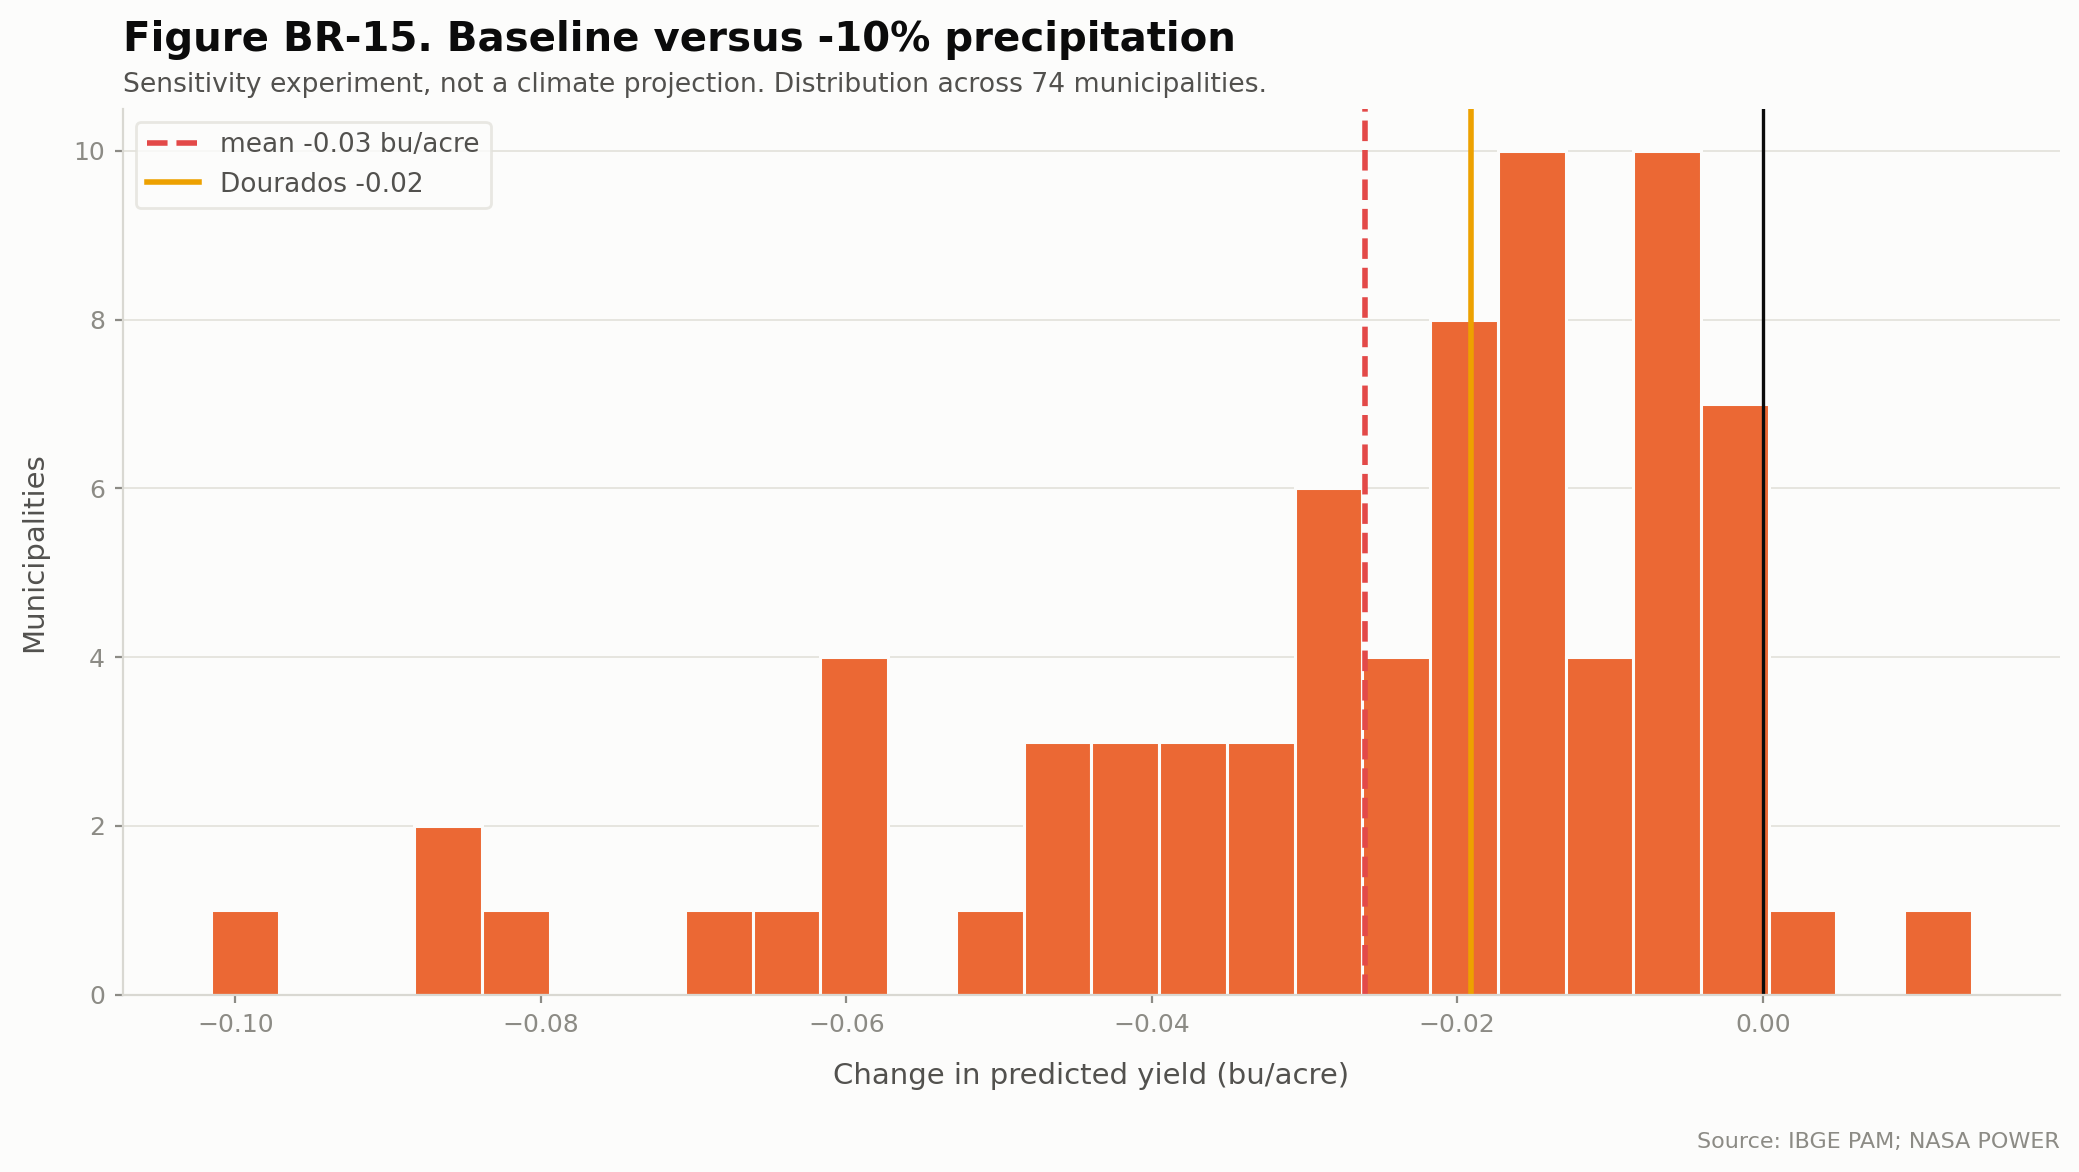 Figure BR-15. Baseline versus -10% precipitation
Sensitivity experiment, not a climate projection. Distribution across 74 municipalities.
mean -0.03 bu/acre
Dourados -0.02
Municipalities
10
8
6
4
2
0
−0.10 −0.08 −0.06 −0.04 −0.02 0.00
Change in predicted yield (bu/acre)
Source: IBGE PAM; NASA POWER